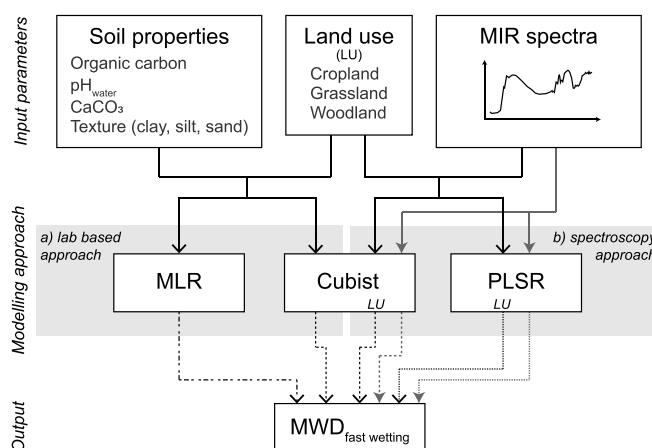 Input parameters
Soil properties
Organic carbon
pHwater
CaCO₃
Texture (clay, silt, sand)
Land use
(LU)
Cropland
Grassland
Woodland
MIR spectra
Modelling approach
a) lab based
approach
b) spectroscopy
approach
MLR
Cubist
LU
PLSR
LU
Output
MWDfast wetting